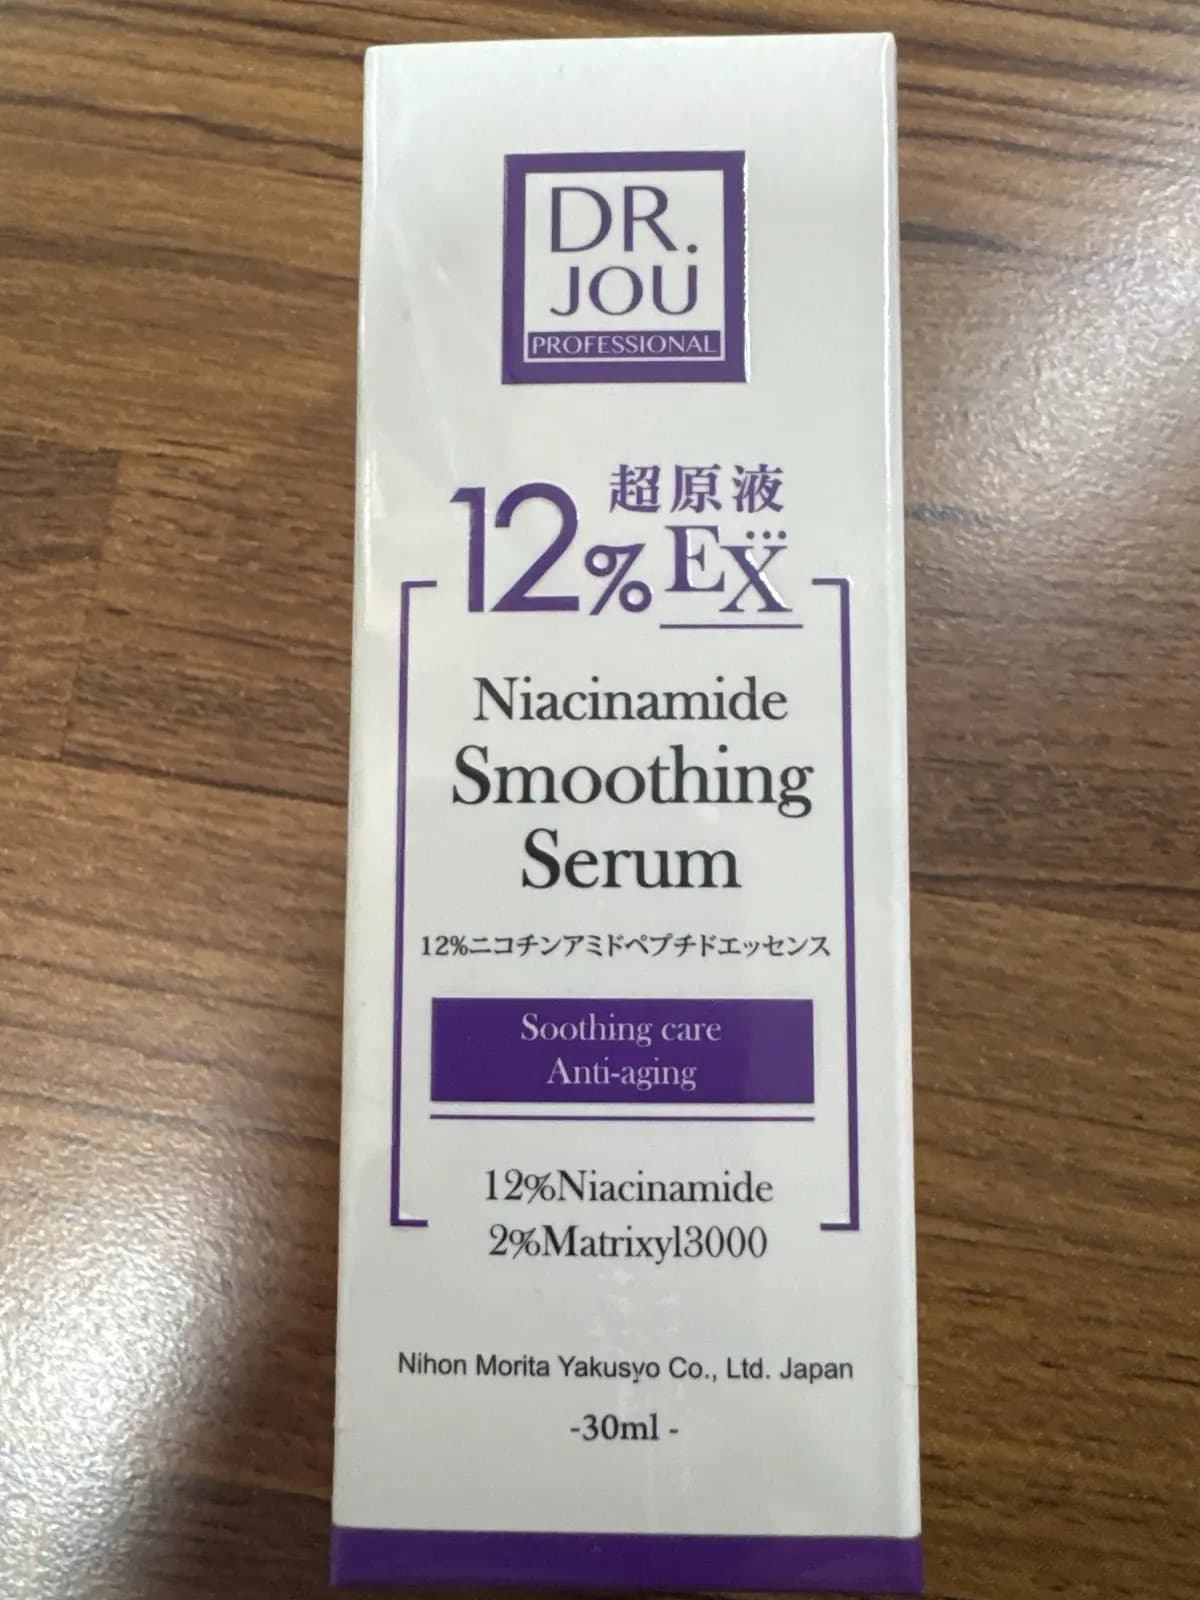 DR.
JOU
PROFESSIONAL
超原液
12% EX
Niacinamide
Smoothing
Serum
12%ニコチンアミドペプチドエッセンス
Soothing care
Anti-aging
12%Niacinamide
2%Matrixyl3000
Nihon Morita Yakusyo Co., Ltd. Japan
-30ml -